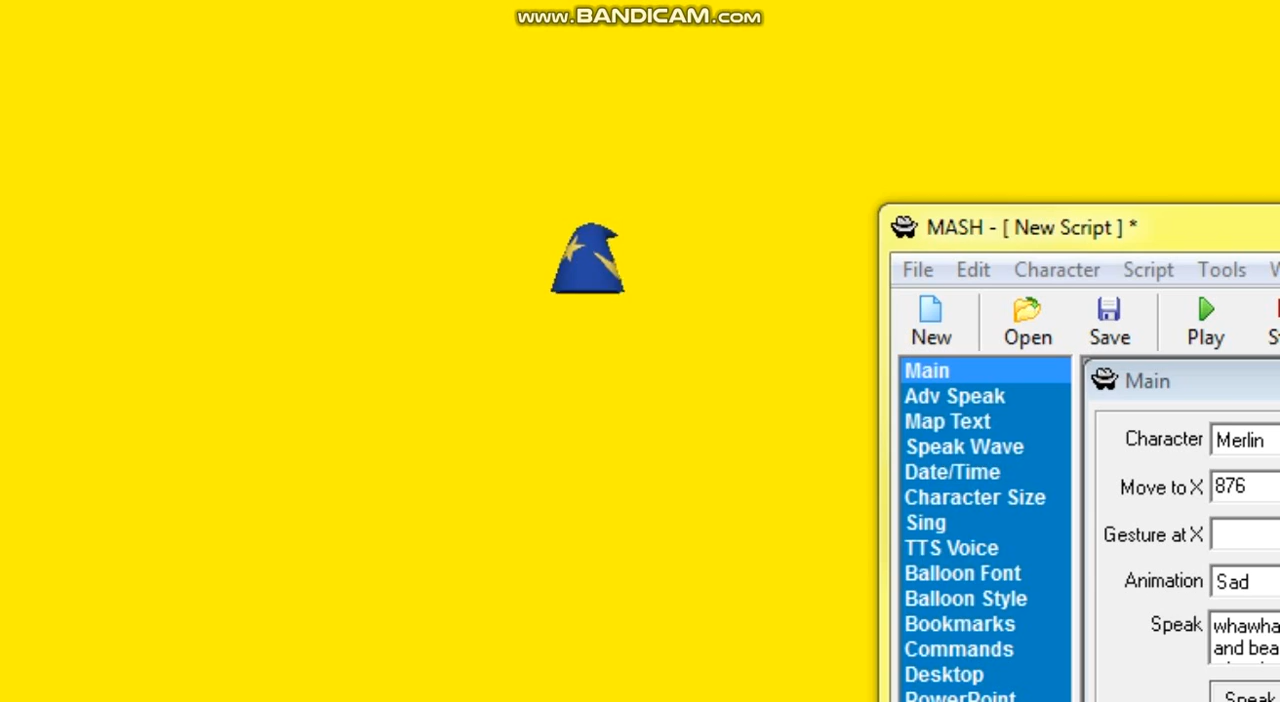 www.BANDICAM.com
MASH - [ New Script ] *
File Edit Character Script Tools
New Open Save Play
Main
Adv Speak
Map Text
Speak Wave
Date/Time
Character Size
Sing
TTS Voice
Balloon Font
Balloon Style
Bookmarks
Commands
Desktop
PowerPoint
Main
Character Merlin
Move to X 876
Gesture at X
Animation Sad
Speak whawha
and bea
Speak